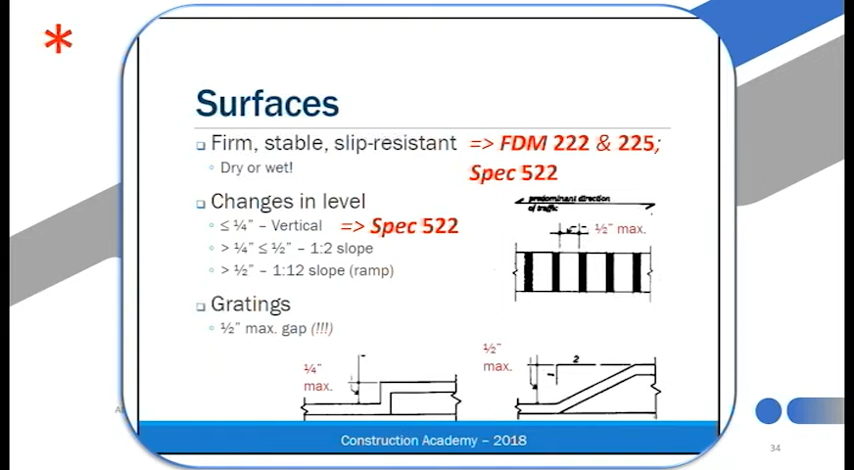 *
Surfaces
Firm, stable, slip-resistant => FDM 222 & 225;
Dry or wet!
Spec 522
Changes in level
≤ ¼" – Vertical => Spec 522
> ¼" ≤ ½" – 1:2 slope
> ½" – 1:12 slope (ramp)
predominant direction
of traffic
½" max.
Gratings
½" max. gap (!!!)
¼"
max.
½"
max.
2
1
Construction Academy – 2018
34